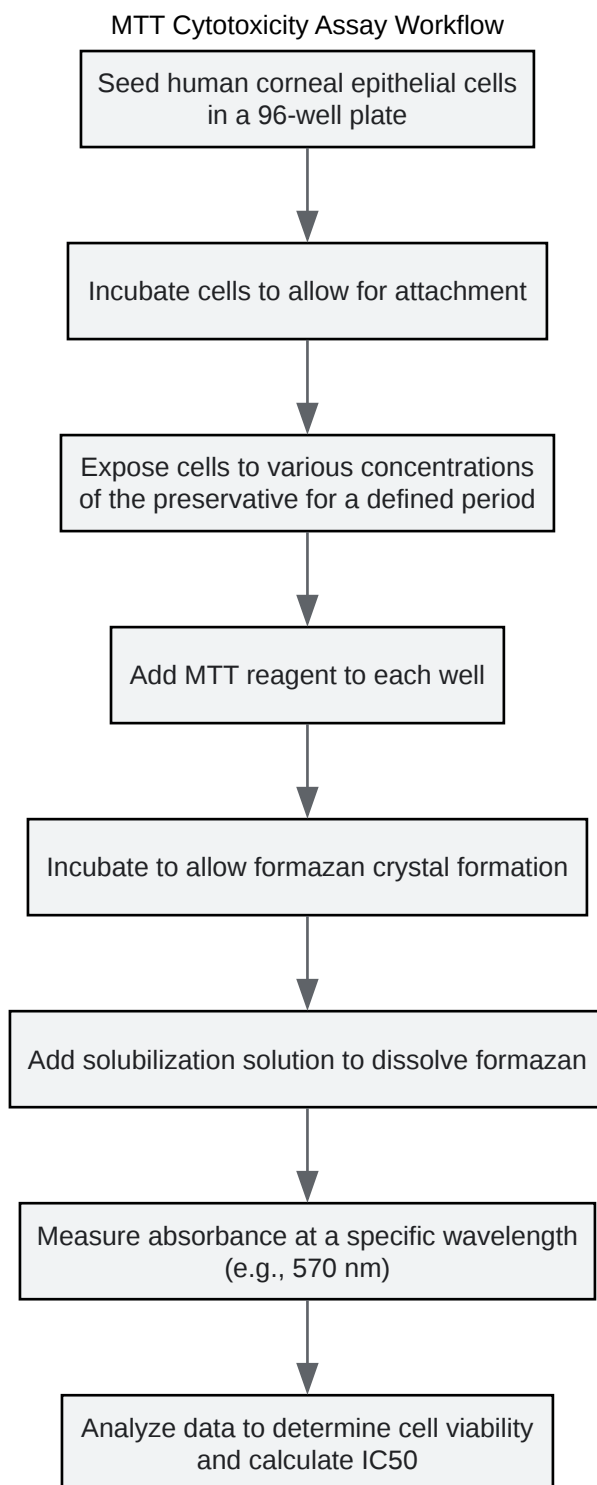 MTT Cytotoxicity Assay Workflow
Seed human corneal epithelial cells
in a 96-well plate
Incubate cells to allow for attachment
Expose cells to various concentrations
of the preservative for a defined period
Add MTT reagent to each well
Incubate to allow formazan crystal formation
Add solubilization solution to dissolve formazan
Measure absorbance at a specific wavelength
(e.g., 570 nm)
Analyze data to determine cell viability
and calculate IC50